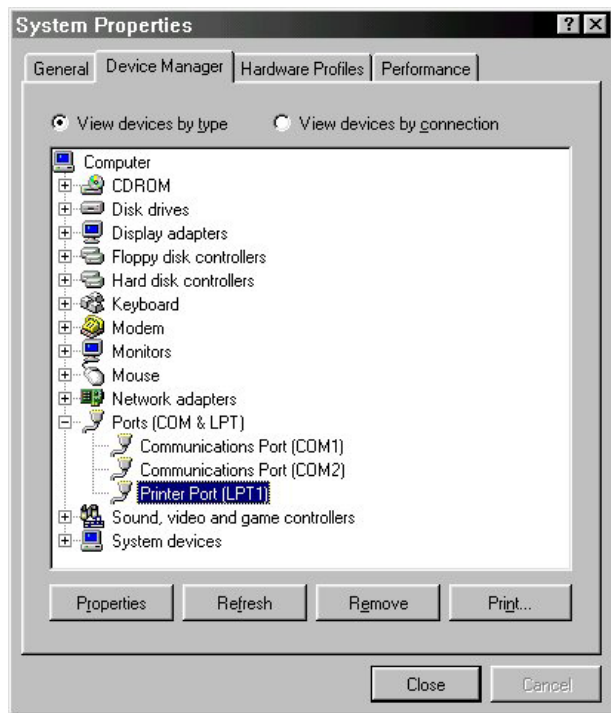 System Properties
General Device Manager Hardware Profiles Performance
View devices by type View devices by connection
Computer
CDROM
Disk drives
Display adapters
Floppy disk controllers
Hard disk controllers
Keyboard
Modem
Monitors
Mouse
Network adapters
Ports (COM & LPT)
Communications Port (COM1)
Communications Port (COM2)
Printer Port (LPT1)
Sound, video and game controllers
System devices
Properties Refresh Remove Print...
Close Cancel